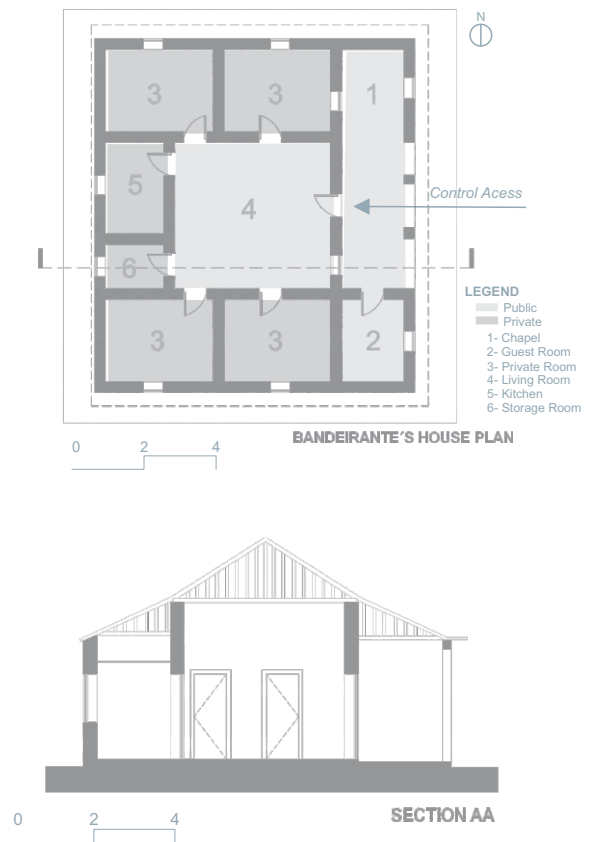 N
3 3 1
Control Acess
5 4
6
3 3 2
LEGEND
Public
Private
1- Chapel
2- Guest Room
3- Private Room
4- Living Room
5- Kitchen
6- Storage Room
BANDEIRANTE´S HOUSE PLAN
0 2 4
SECTION AA
0 2 4